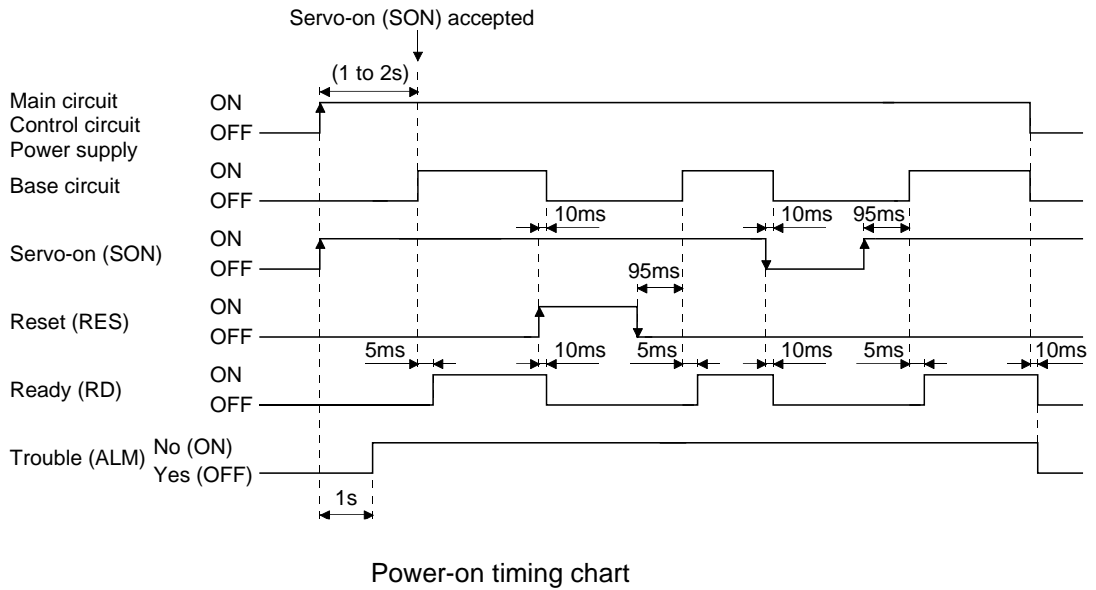 Servo-on (SON) accepted
(1 to 2s)
Main circuit
Control circuit
Power supply
ON
OFF
Base circuit
ON
OFF
10ms
10ms
95ms
Servo-on (SON)
ON
OFF
95ms
Reset (RES)
ON
OFF
5ms
10ms
5ms
10ms
5ms
10ms
Ready (RD)
ON
OFF
Trouble (ALM)
No (ON)
Yes (OFF)
1s
Power-on timing chart